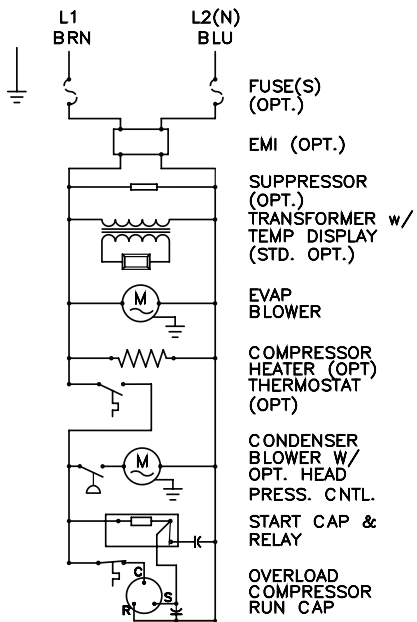 L1
L2(N)
BRN
BLU
FUSE(S)
(OPT.)
EMI (OPT.)
SUPPRESSOR
(OPT.)
TRANSFORMER w/
TEMP DISPLAY
(STD. OPT.)
M
EVAP
BLOWER
COMPRESSOR
HEATER (OPT)
THERMOSTAT
(OPT)
CONDENSER
BLOWER W/
OPT. HEAD
PRESS. CNTL.
M
START CAP &
RELAY
OVERLOAD
COMPRESSOR
RUN CAP
C
S
R